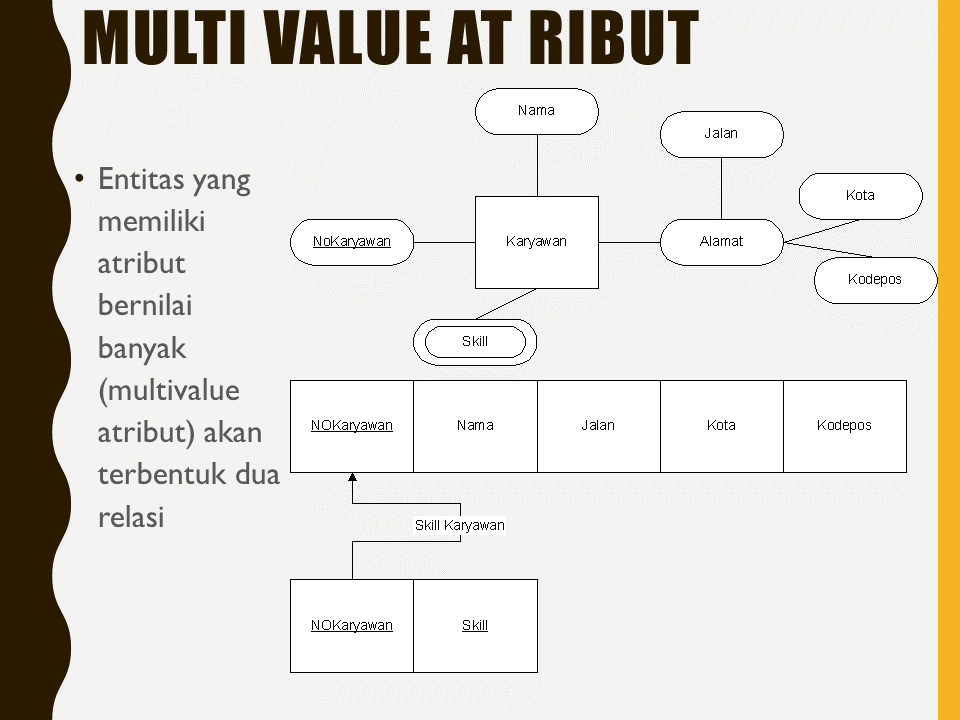 MULTI VALUE AT RIBUT
• Entitas yang
memiliki
atribut
bernilai
banyak
(multivalue
atribut) akan
terbentuk dua
relasi
Nama
Jalan
Kota
NoKaryawan
Karyawan
Alamat
Kodepos
Skill
NOKaryawan
Nama
Jalan
Kota
Kodepos
Skill Karyawan
NOKaryawan
Skill